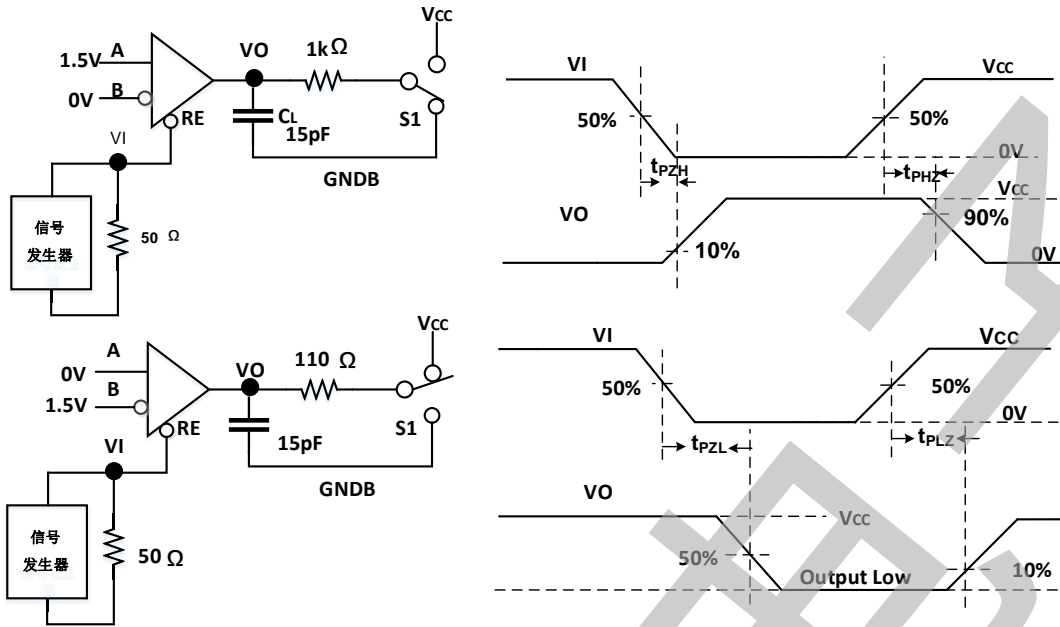 VCC
1.5V
A
VO
1kΩ
0V
B
RE
CL
15pF
S1
VI
GNDB
信号
发生器
50 Ω
VI
VCC
50%
50%
0V
tPZH
tPHZ
VCC
VO
90%
10%
0V
VCC
A
0V
VO
110 Ω
B
1.5V
RE
15pF
S1
VI
GNDB
信号
发生器
50 Ω
VI
VCC
50%
50%
0V
tPZL
tPLZ
VO
VCC
50%
Output Low
10%